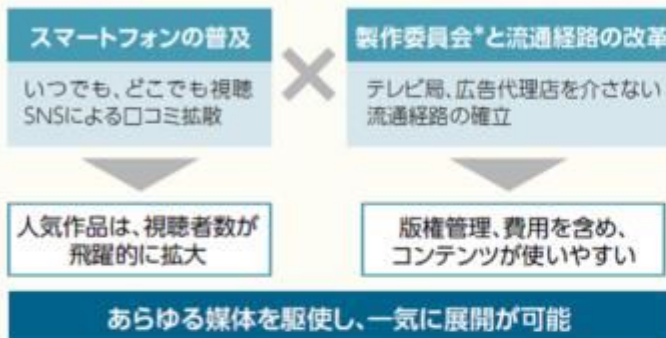 スマートフォンの普及
いつでも、どこでも視聴
SNSによる口コミ拡散
製作委員会*と流通経路の改革
テレビ局、広告代理店を介さない
流通経路の確立
人気作品は、視聴者数が
飛躍的に拡大
版権管理、費用を含め、
コンテンツが使いやすい
あらゆる媒体を駆使し、一気に展開が可能